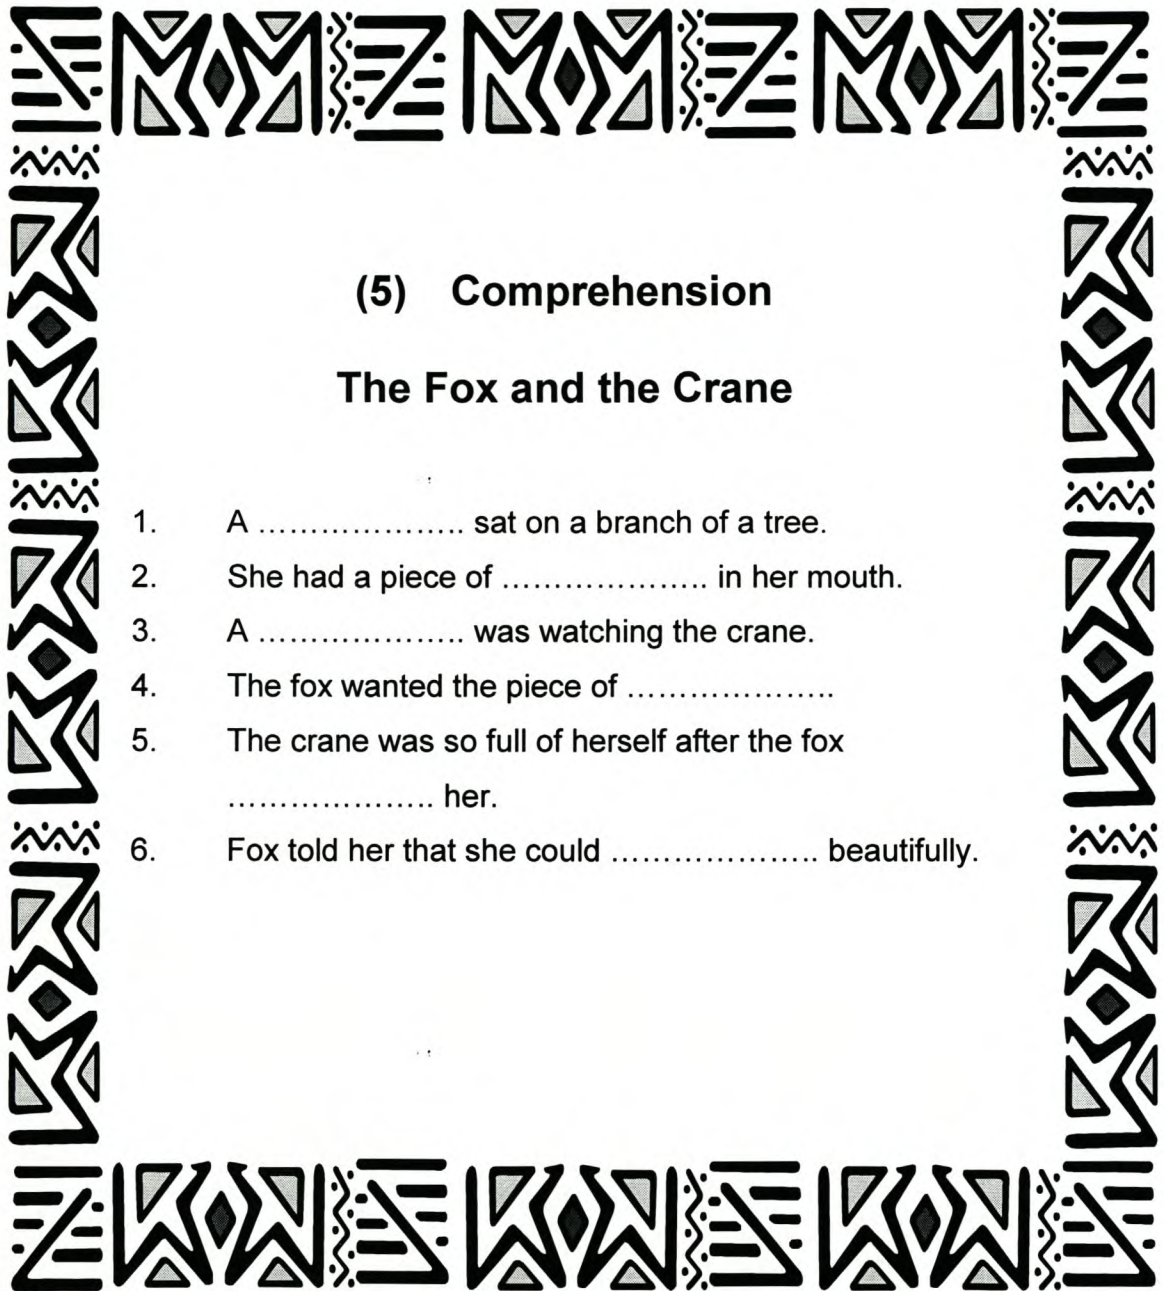 (5) Comprehension
The Fox and the Crane
1. A .................... sat on a branch of a tree.
2. She had a piece of .................... in her mouth.
3. A .................... was watching the crane.
4. The fox wanted the piece of ....................
5. The crane was so full of herself after the fox
.................... her.
6. Fox told her that she could .................... beautifully.